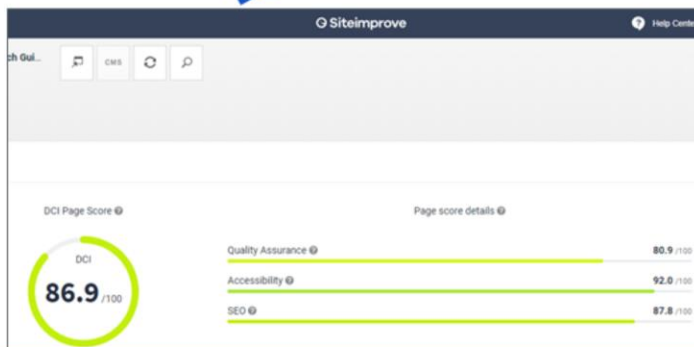 Siteimprove
Help Cente
ch Gui...
CMS
DCI Page Score
Page score details
DCI
86.9 /100
Quality Assurance
80.9 /100
Accessibility
92.0 /100
SEO
87.8 /100